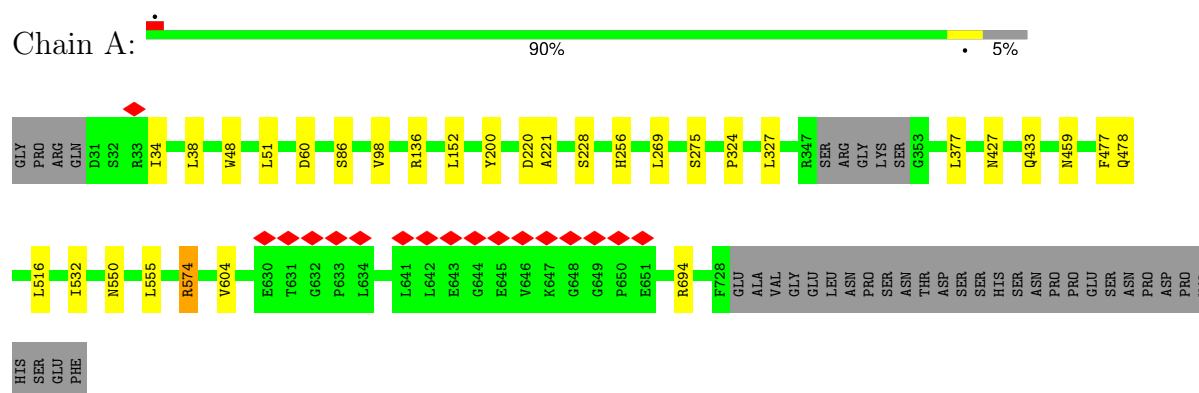 Chain A:
90% 5%
GLY PRO ARG GLN D31 S32 R33 I34 L38 W48 L51 D60 S86 V98 R136 L152 Y200 D220 A221 S228 H256 L269 S275 P324 L327 R347 SER ARG GLY LYS SER G353 L377 N427 Q433 N459 F477 Q478
L516 I532 N550 L555 R574 V604 E630 T631 G632 P633 L634 L641 L642 E643 G644 E645 V646 K647 G648 G649 P650 E651 R694 F728 GLU ALA VAL GLY GLU LEU ASN PRO SER ASN THR ASP SER SER HIS SER ASN PRO PRO GLU SER ASN PRO ASP PRO
HIS SER GLU PHE